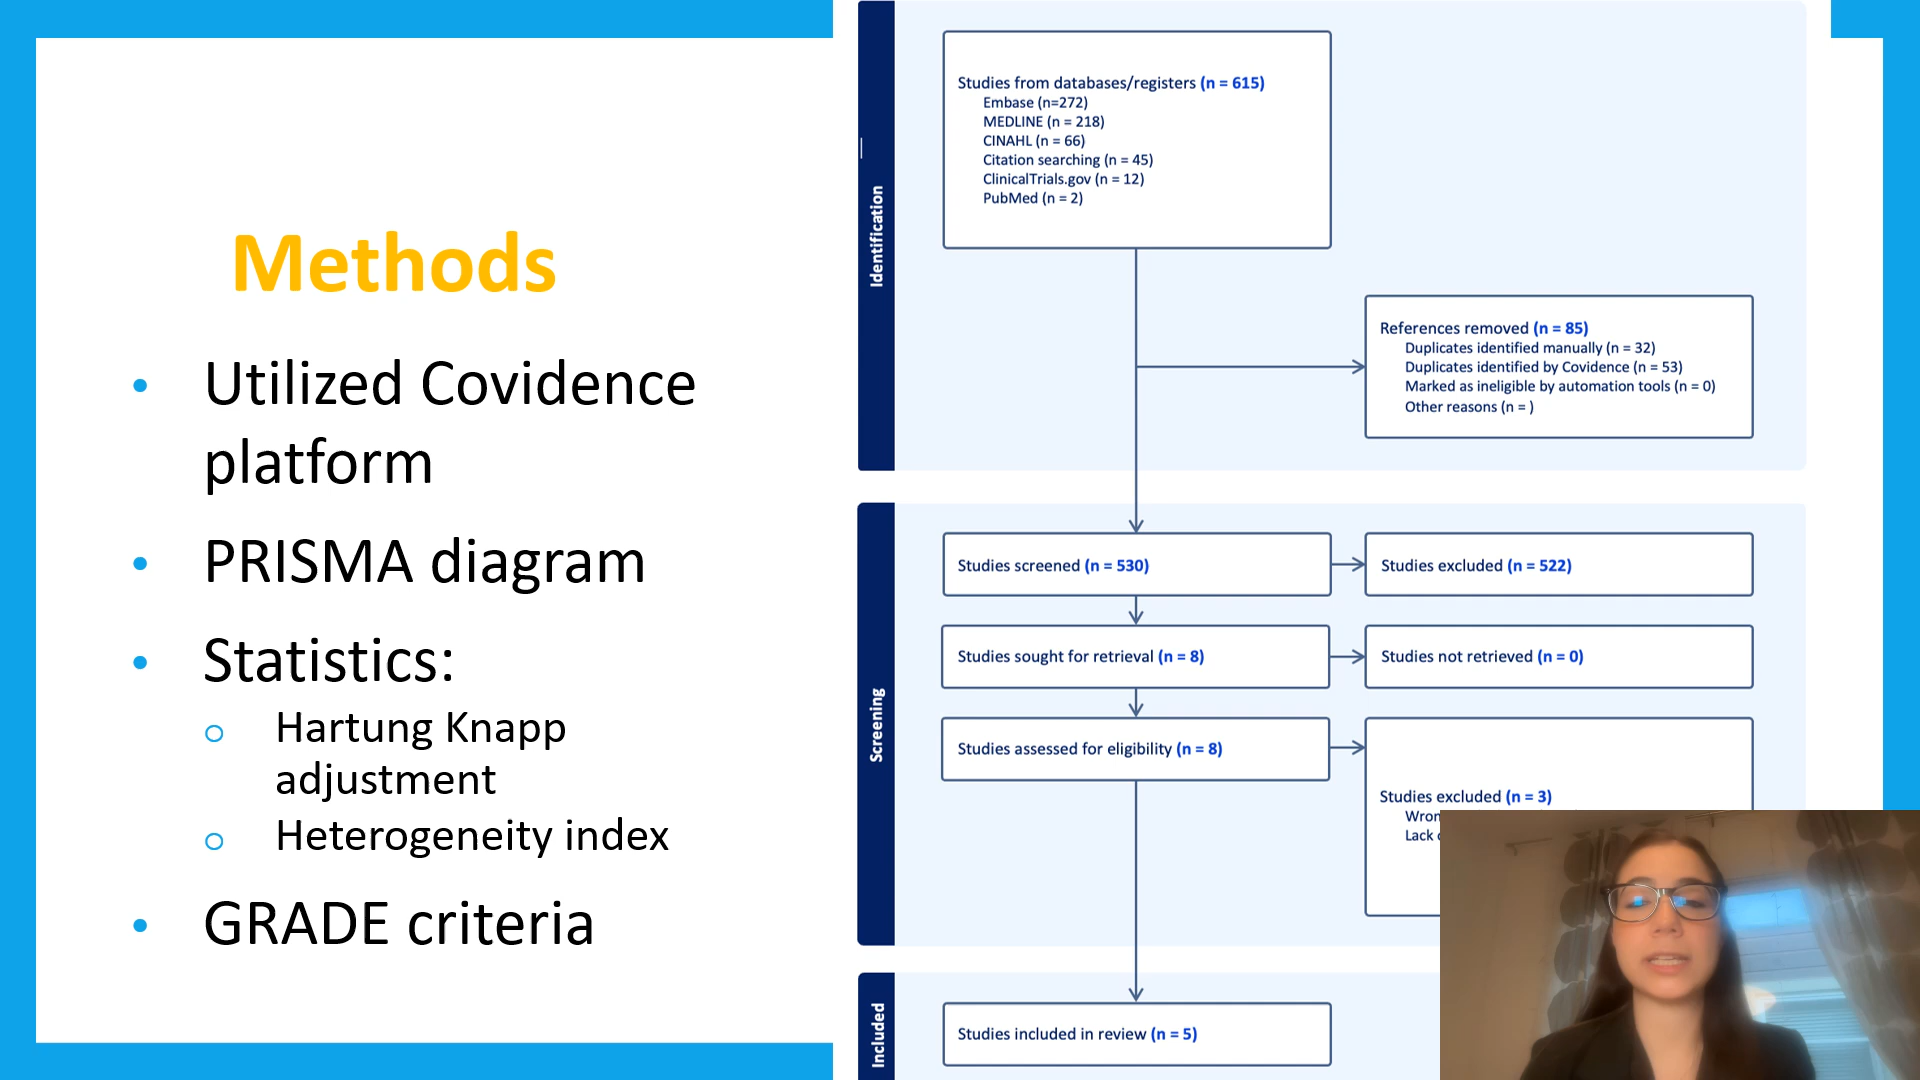 Methods
• Utilized Covidence
platform
• PRISMA diagram
• Statistics:
o Hartung Knapp
adjustment
o Heterogeneity index
• GRADE criteria
Identification
Studies from databases/registers (n = 615)
Embase (n=272)
MEDLINE (n = 218)
CINAHL (n = 66)
Citation searching (n = 45)
ClinicalTrials.gov (n = 12)
PubMed (n = 2)
References removed (n = 85)
Duplicates identified manually (n = 32)
Duplicates identified by Covidence (n = 53)
Marked as ineligible by automation tools (n = 0)
Other reasons (n = )
Screening
Studies screened (n = 530)
Studies excluded (n = 522)
Studies sought for retrieval (n = 8)
Studies not retrieved (n = 0)
Studies assessed for eligibility (n = 8)
Studies excluded (n = 3)
Lack
Included
Studies included in review (n = 5)